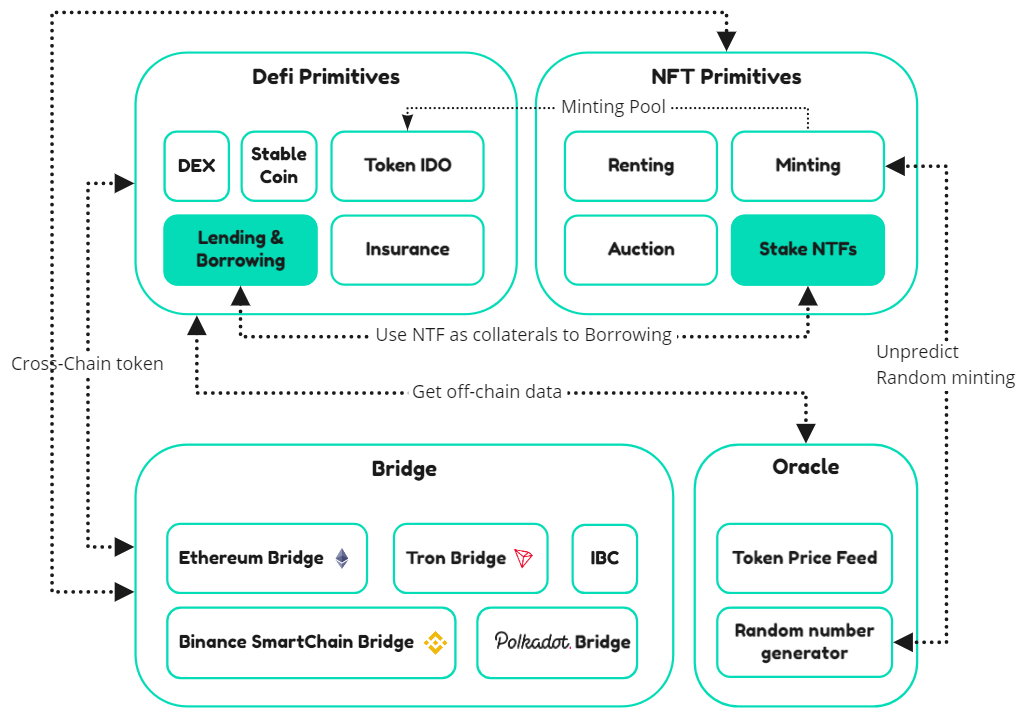 Defi Primitives
NFT Primitives
Minting Pool
DEX
Stable
Coin
Token IDO
Renting
Minting
Lending &
Borrowing
Insurance
Auction
Stake NTFs
Use NTF as collaterals to Borrowing
Cross-Chain token
Unpredict
Random minting
Get off-chain data
Bridge
Oracle
Ethereum Bridge
Tron Bridge
IBC
Token Price Feed
Binance SmartChain Bridge
Polkadot. Bridge
Random number
generator